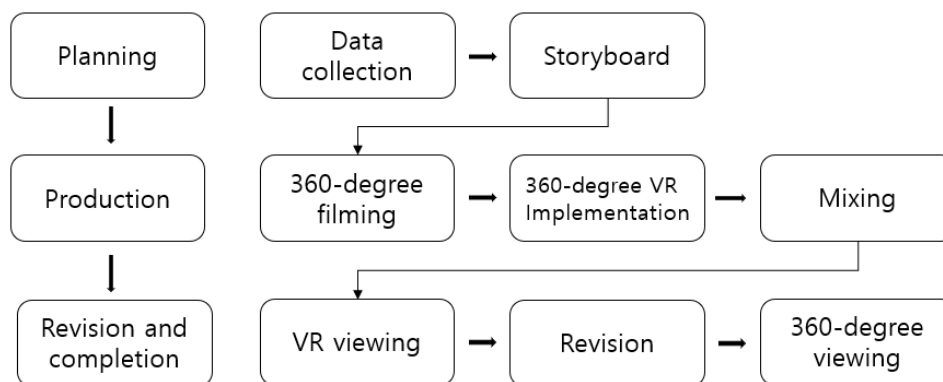 Planning
Data
collection
Storyboard
Production
360-degree
filming
360-degree VR
Implementation
Mixing
Revision and
completion
VR viewing
Revision
360-degree
viewing